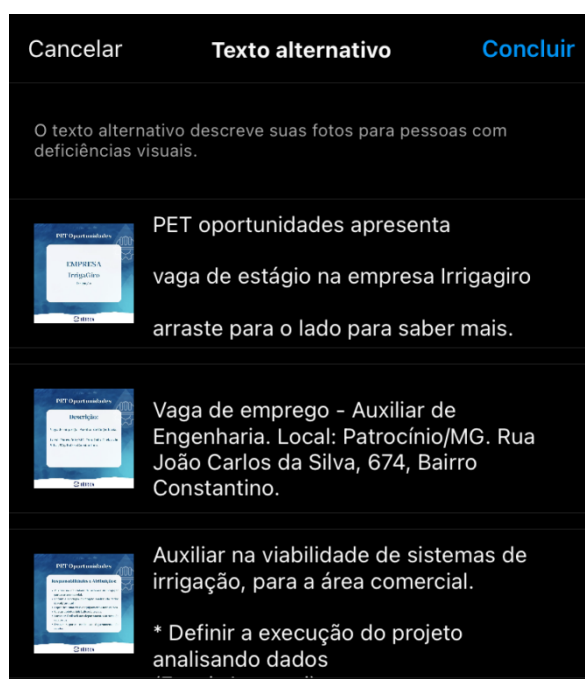 Cancelar Texto alternativo Concluir
O texto alternativo descreve suas fotos para pessoas com
deficiências visuais.
PET Oportunidades
EMPRESA
IrrigaGiro
PET oportunidades apresenta
vaga de estágio na empresa Irrigagiro
arraste para o lado para saber mais.
PET Oportunidades
Descrição
Vaga de emprego - Auxiliar de
Engenharia. Local: Patrocínio/MG. Rua
João Carlos da Silva, 674, Bairro
Constantino.
PET Oportunidades
Responsabilidades e Atribuições
Auxiliar na viabilidade de sistemas de
irrigação, para a área comercial.
* Definir a execução do projeto
analisando dados